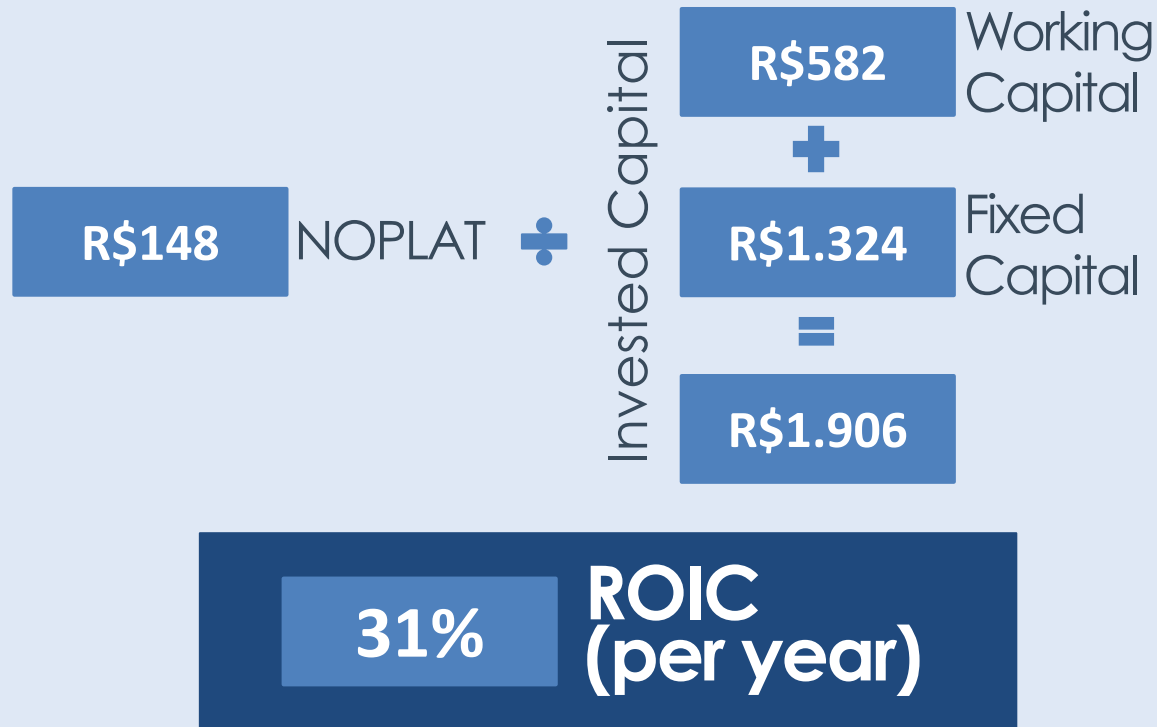 R$148
NOPLAT
Invested Capital
R$582
Working
Capital
R$1.324
Fixed
Capital
R$1.906
31%
ROIC
(per year)